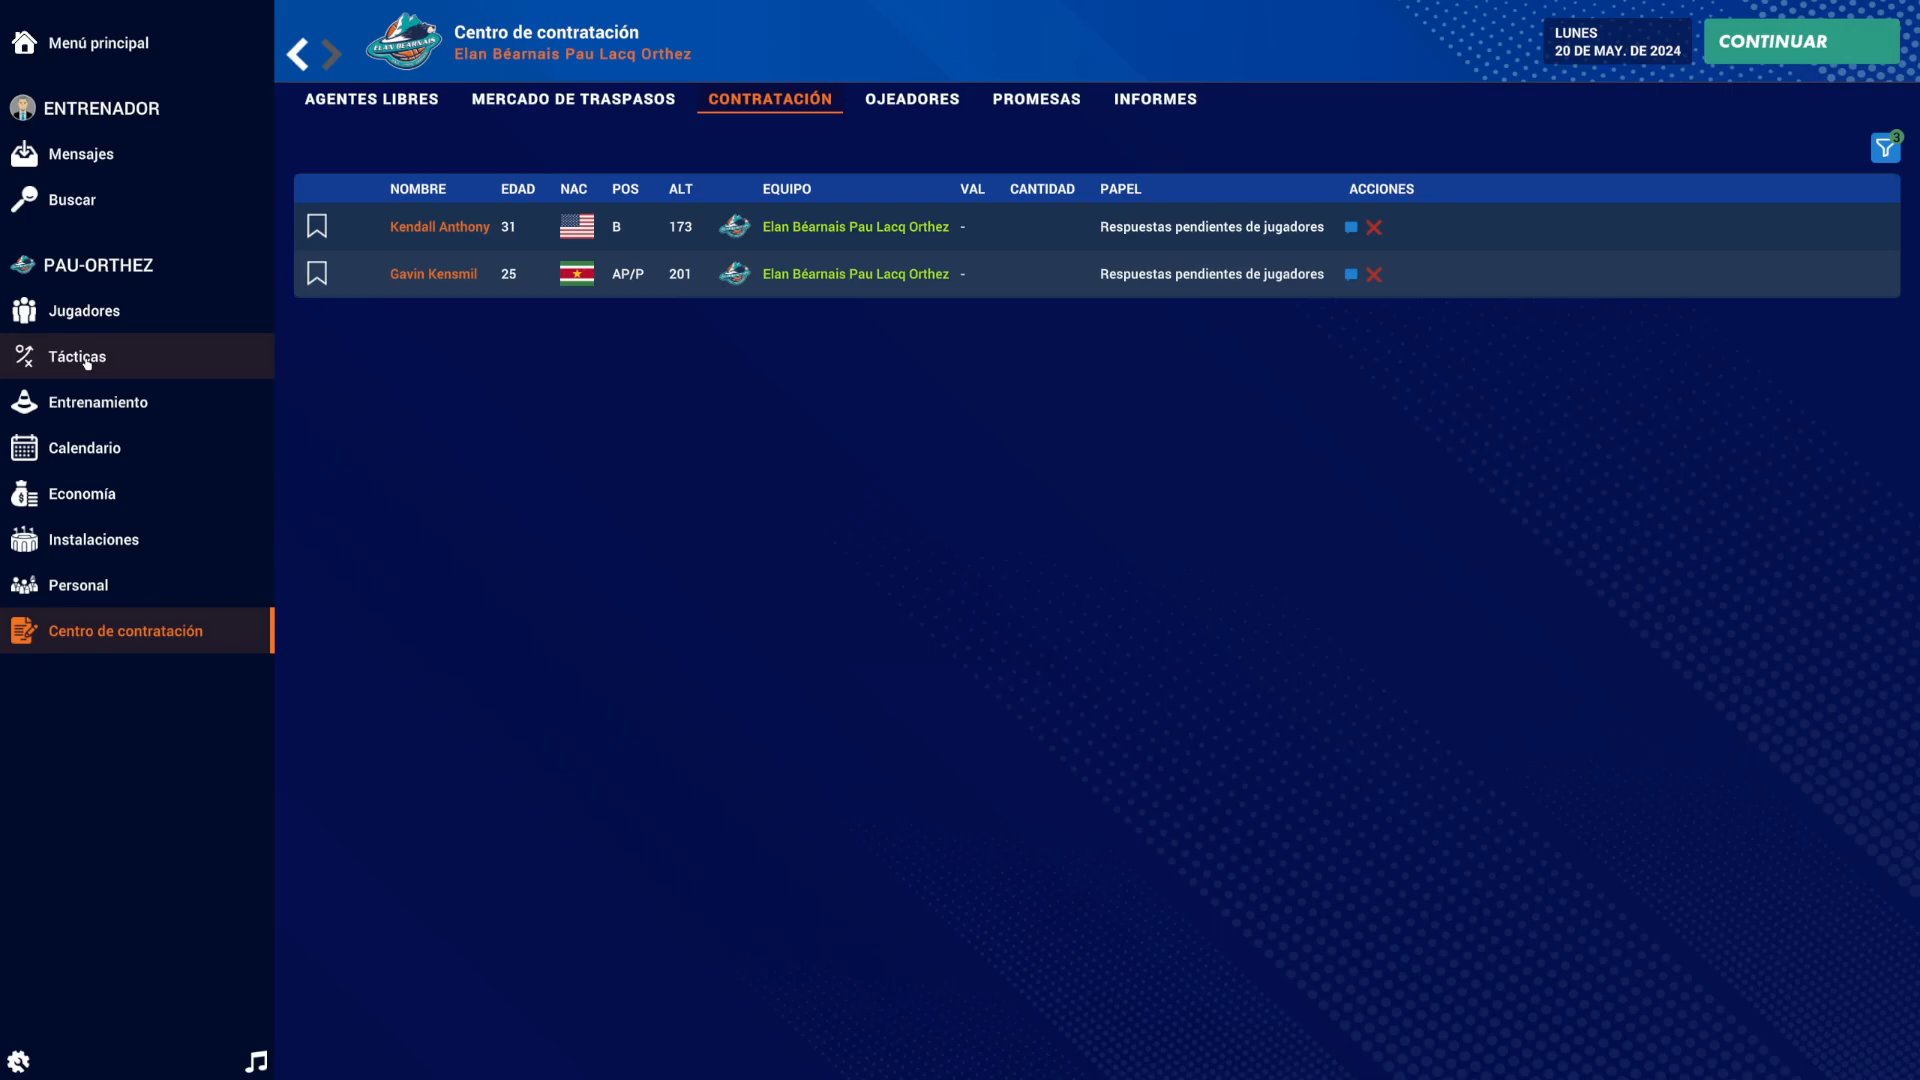 Menú principal
ENTRENADOR
Mensajes
Buscar
PAU-ORTHEZ
Jugadores
Tácticas
Entrenamiento
Calendario
Economía
Instalaciones
Personal
Centro de contratación
ELAN BÉARNAIS
Centro de contratación
Elan Béarnais Pau Lacq Orthez
LUNES
20 DE MAY. DE 2024
CONTINUAR
AGENTES LIBRES MERCADO DE TRASPASOS CONTRATACIÓN OJEADORES PROMESAS INFORMES
3
NOMBRE EDAD NAC POS ALT EQUIPO VAL CANTIDAD PAPEL ACCIONES
Kendall Anthony 31 B 173 Elan Béarnais Pau Lacq Orthez - Respuestas pendientes de jugadores
Gavin Kensmil 25 AP/P 201 Elan Béarnais Pau Lacq Orthez - Respuestas pendientes de jugadores